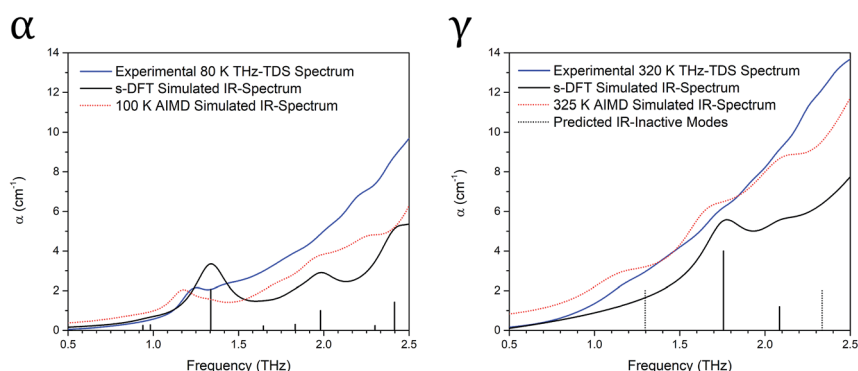 α
γ
14
12
10
8
6
4
2
0
α (cm⁻¹)
Experimental 80 K THz-TDS Spectrum
s-DFT Simulated IR-Spectrum
100 K AIMD Simulated IR-Spectrum
0.5
1.0
1.5
2.0
2.5
Frequency (THz)
14
12
10
8
6
4
2
0
α (cm⁻¹)
Experimental 320 K THz-TDS Spectrum
s-DFT Simulated IR-Spectrum
325 K AIMD Simulated IR-Spectrum
Predicted IR-Inactive Modes
0.5
1.0
1.5
2.0
2.5
Frequency (THz)